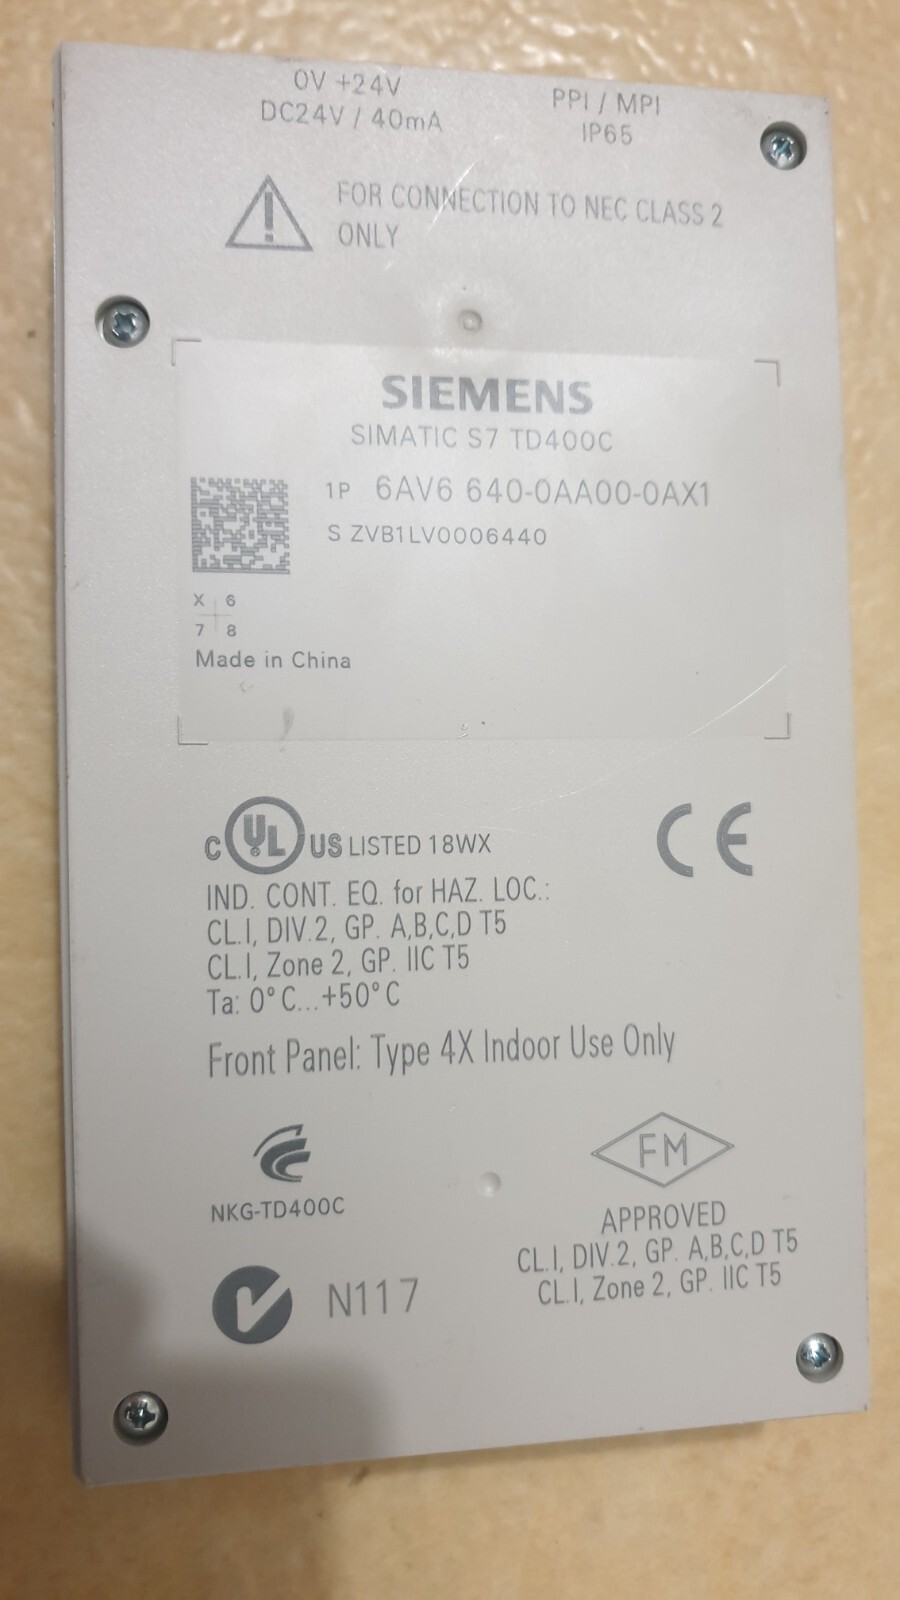 0V +24V
DC24V / 40mA
PPI / MPI
IP65
FOR CONNECTION TO NEC CLASS 2
ONLY
SIEMENS
SIMATIC S7 TD400C
1P 6AV6 640-0AA00-0AX1
S ZVB1LV0006440
X 6
7 8
Made in China
C UL US LISTED 18WX
CE
IND. CONT. EQ. for HAZ. LOC.:
CL.I, DIV.2, GP. A,B,C,D T5
CL.I, Zone 2, GP. IIC T5
Ta: 0°C...+50°C
Front Panel: Type 4X Indoor Use Only
NKG-TD400C
FM
APPROVED
CL.I, DIV.2, GP. A,B,C,D T5
CL.I, Zone 2, GP. IIC T5
N117